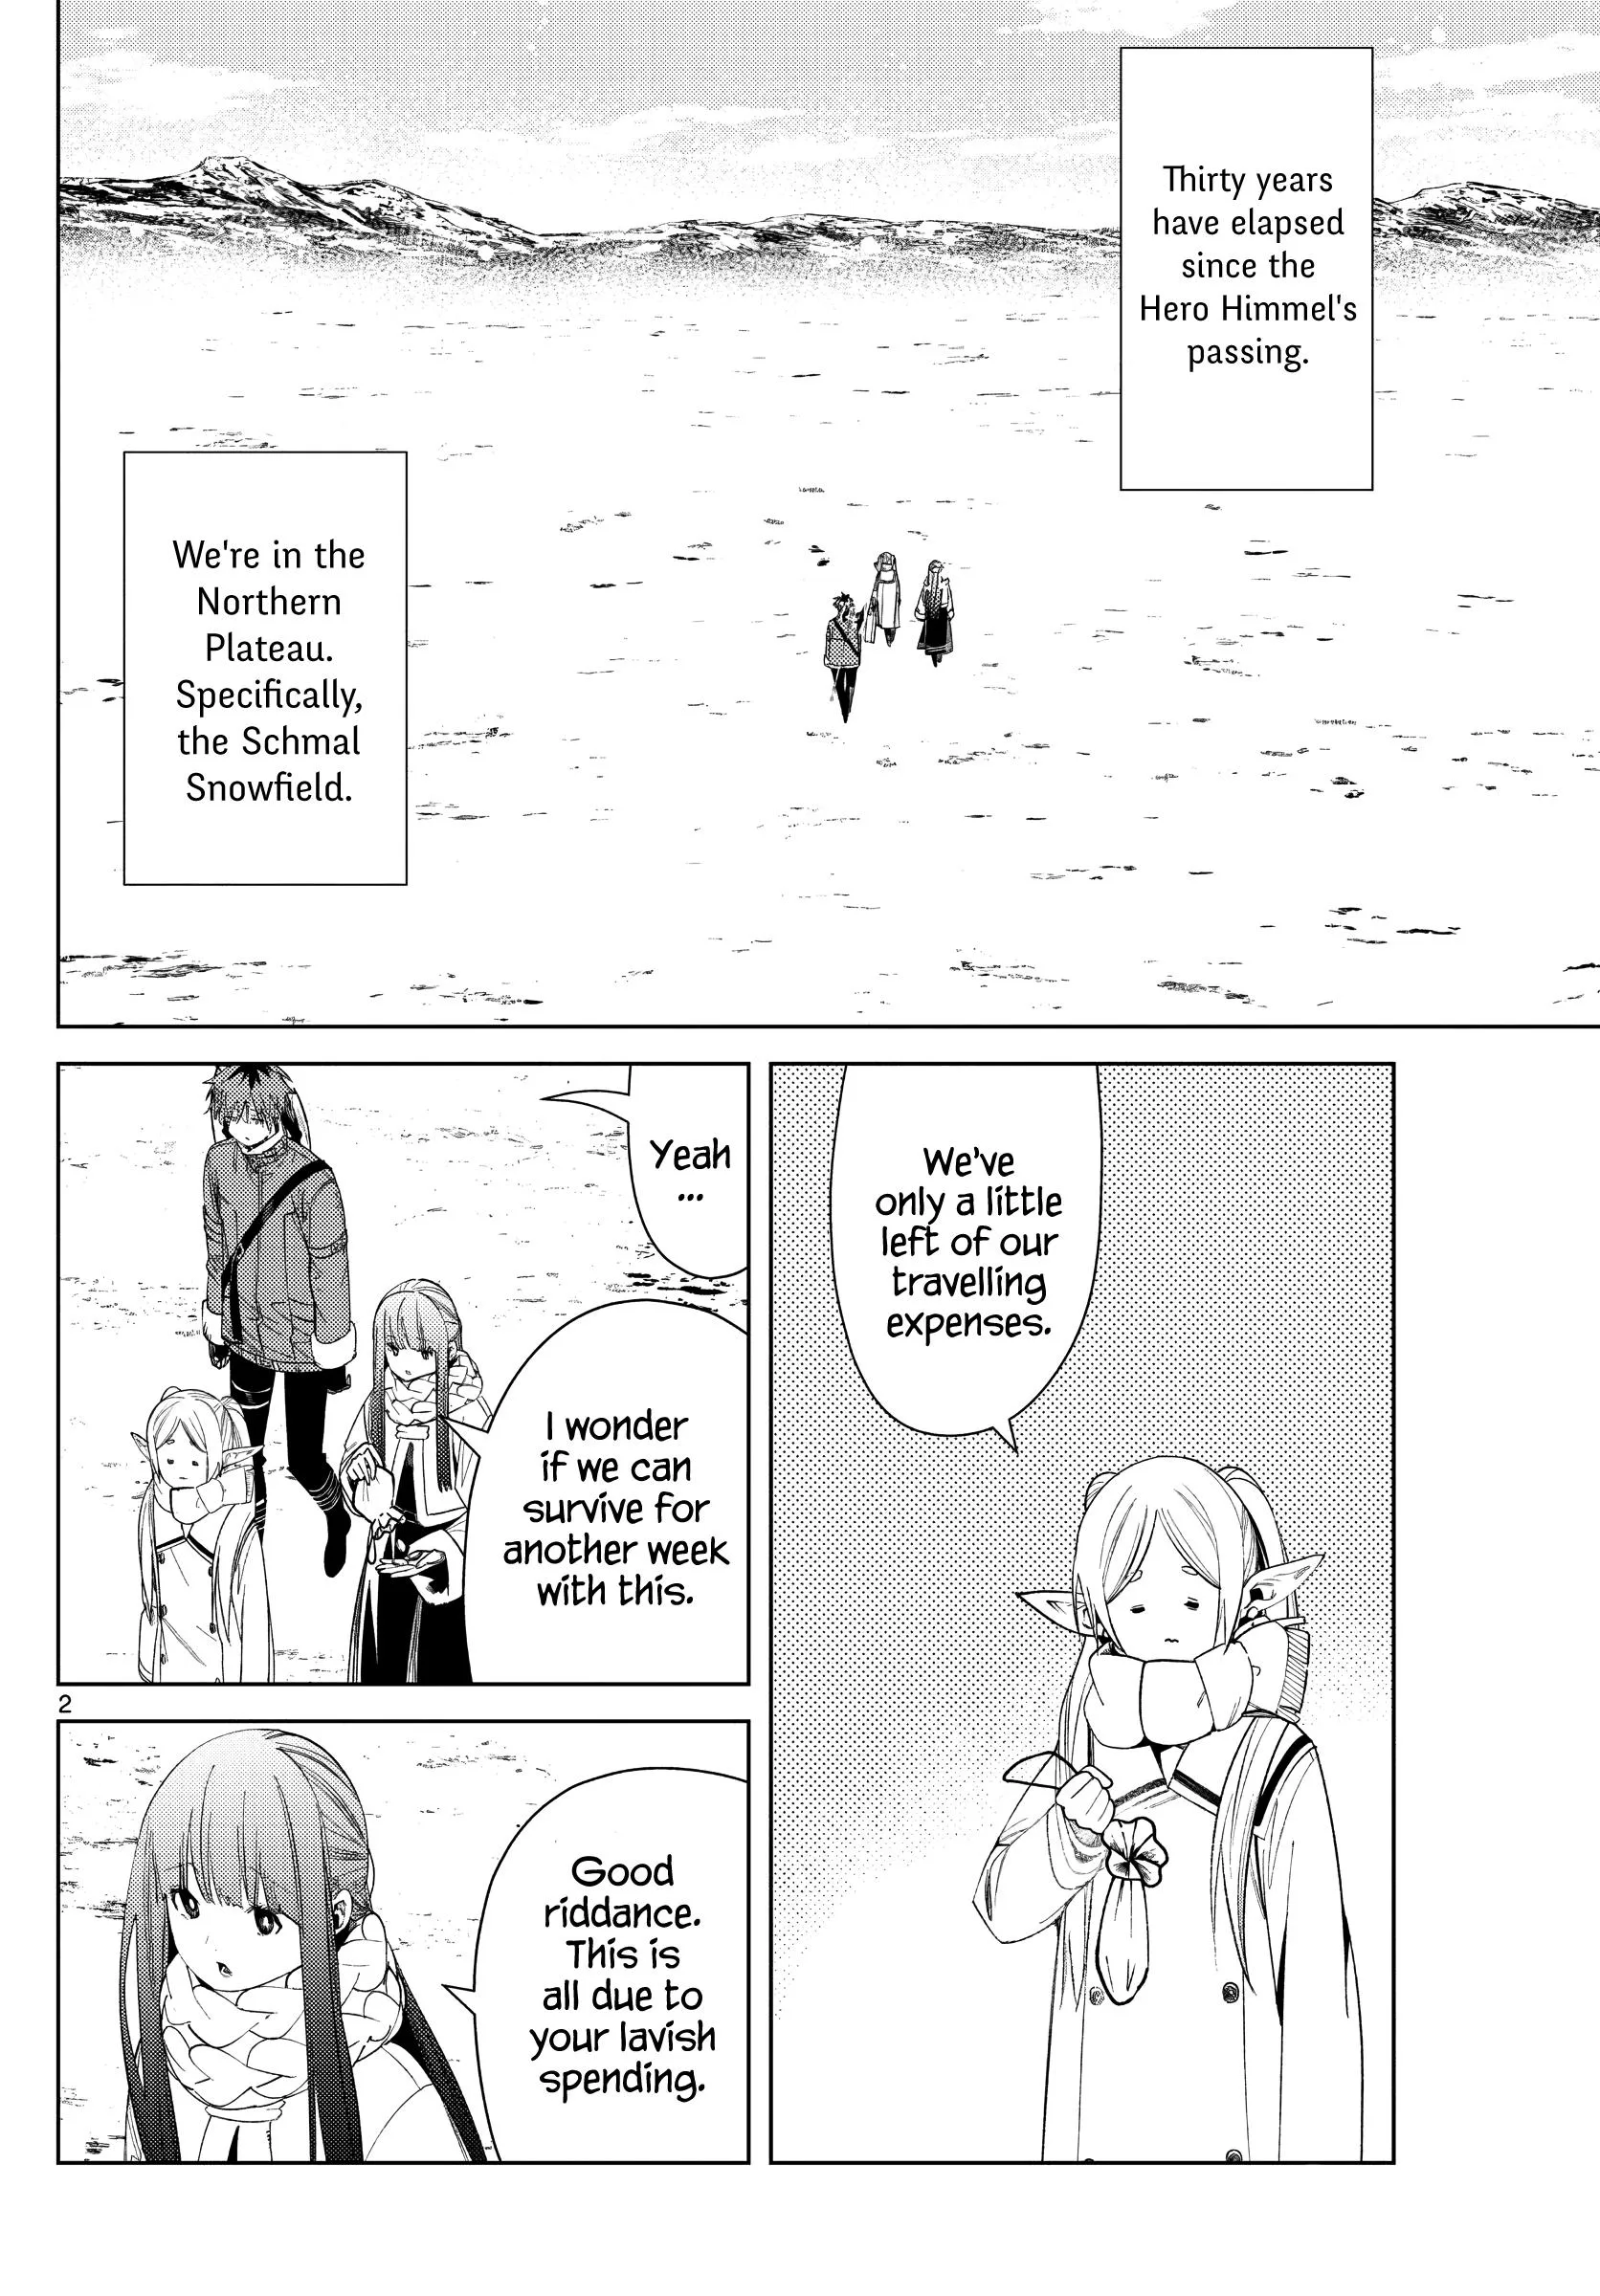 Thirty years
have elapsed
since the
Hero Himmel's
passing.
We're in the
Northern
Plateau.
Specifically,
the Schmal
Snowfield.
We've
only a little
left of our
travelling
expenses.
Yeah
...
I wonder
if we can
survive for
another week
with this.
2
Good
riddance.
This is
all due to
your lavish
spending.